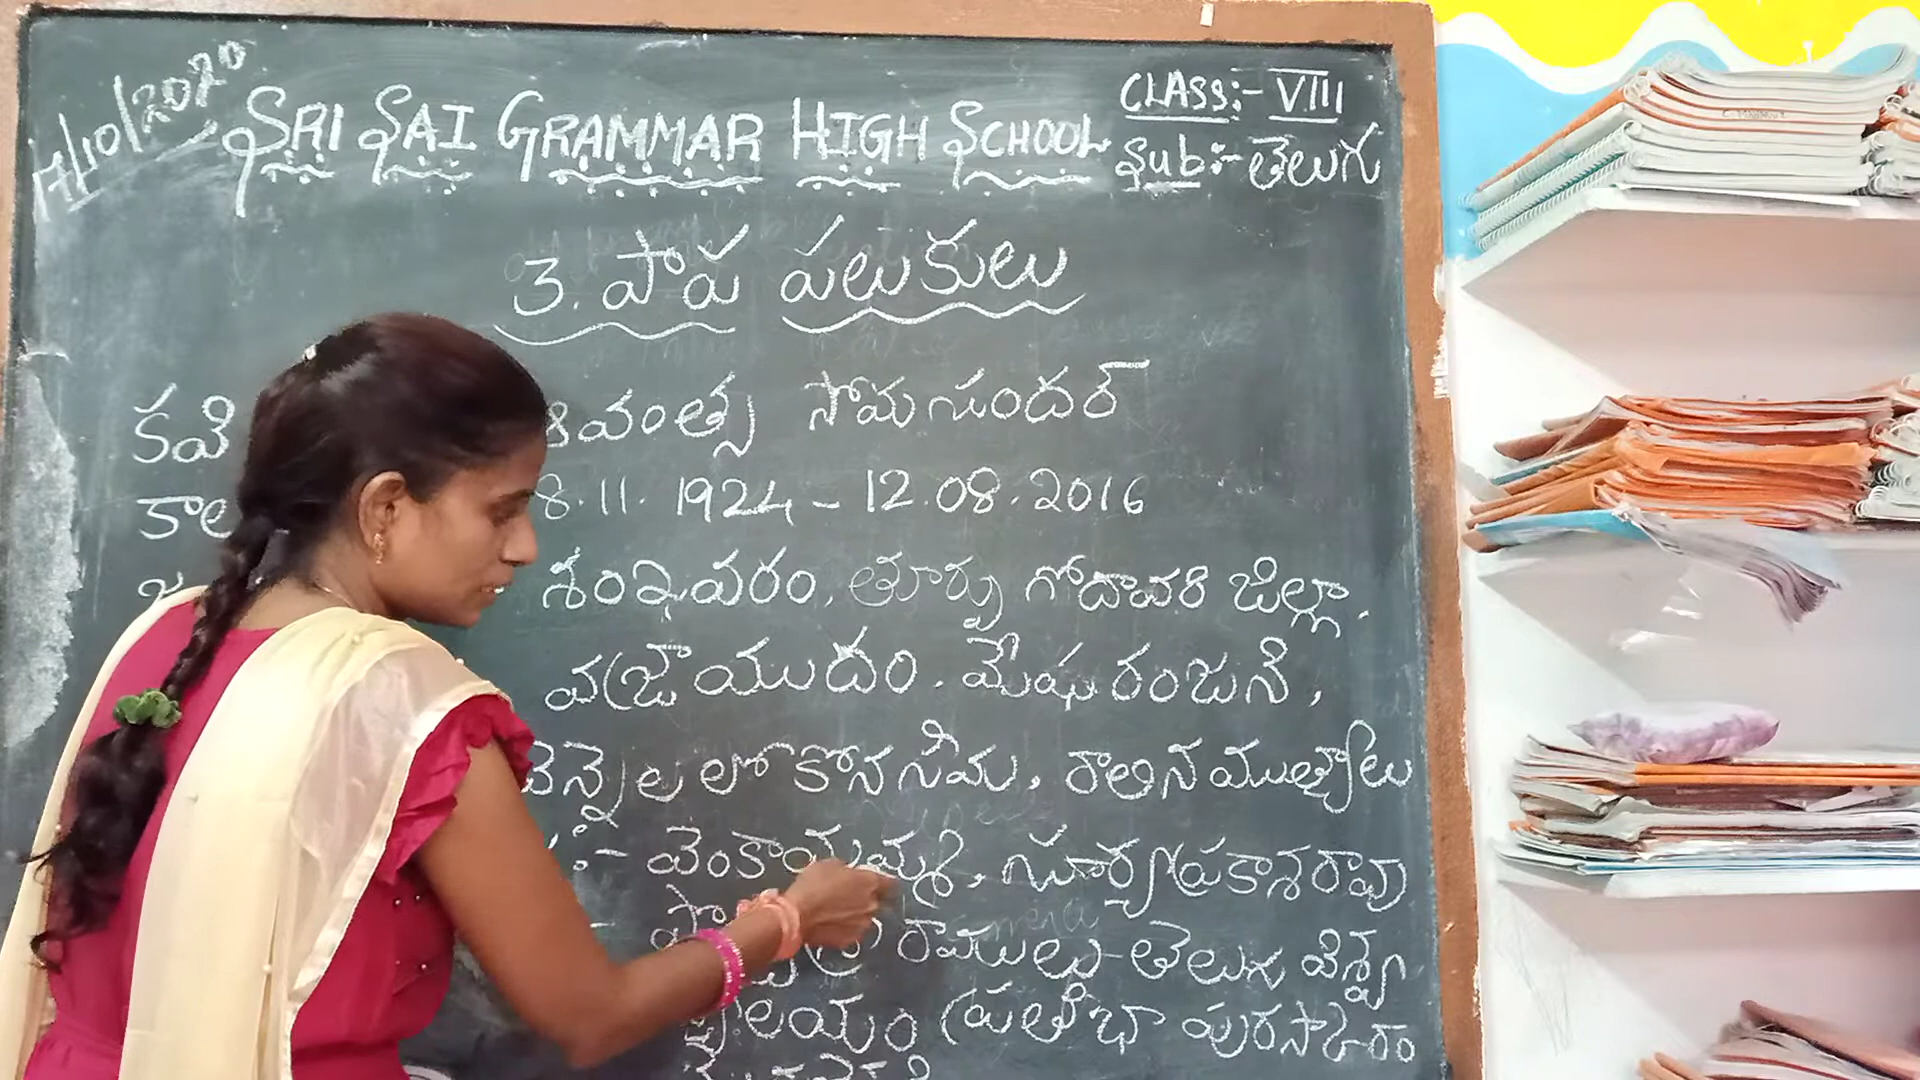 17/10/2020
SRI SAI GRAMMAR HIGH SCHOOL
CLASS:- VIII
Sub:- తెలుగు
3. పాప పలుకులు
కవి శివంత్స సోమసుందర్
8.11.1924 - 12.08.2016
శంఖవరం, తూర్పు గోదావరి జిల్లా.
వజ్రాయుదం. మేఘరంజని,
వెన్నెలలో కోనసీమ, రాలిన ముత్యాలు
:- వెంకాయమ్మ, సూర్యప్రకాశరావు
రాములు - తెలుగు విశ్వ
ప్రతిభా పురస్కారం